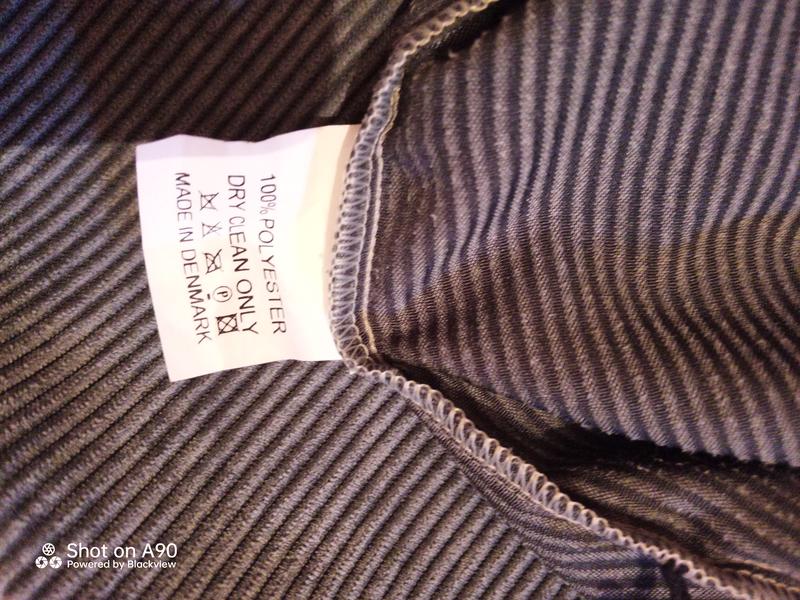 100% POLYESTER
DRY CLEAN ONLY
P
MADE IN DENMARK
Shot on A90
Powered by Blackview